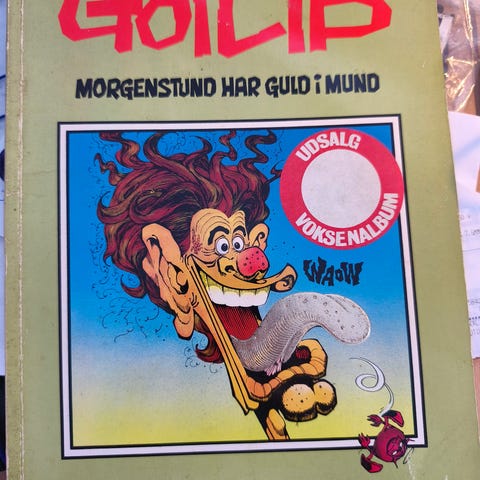 GOTLIB
MORGENSTUND HAR GULD i MUND
UDSALG
VOKSENALBUM
WAOW